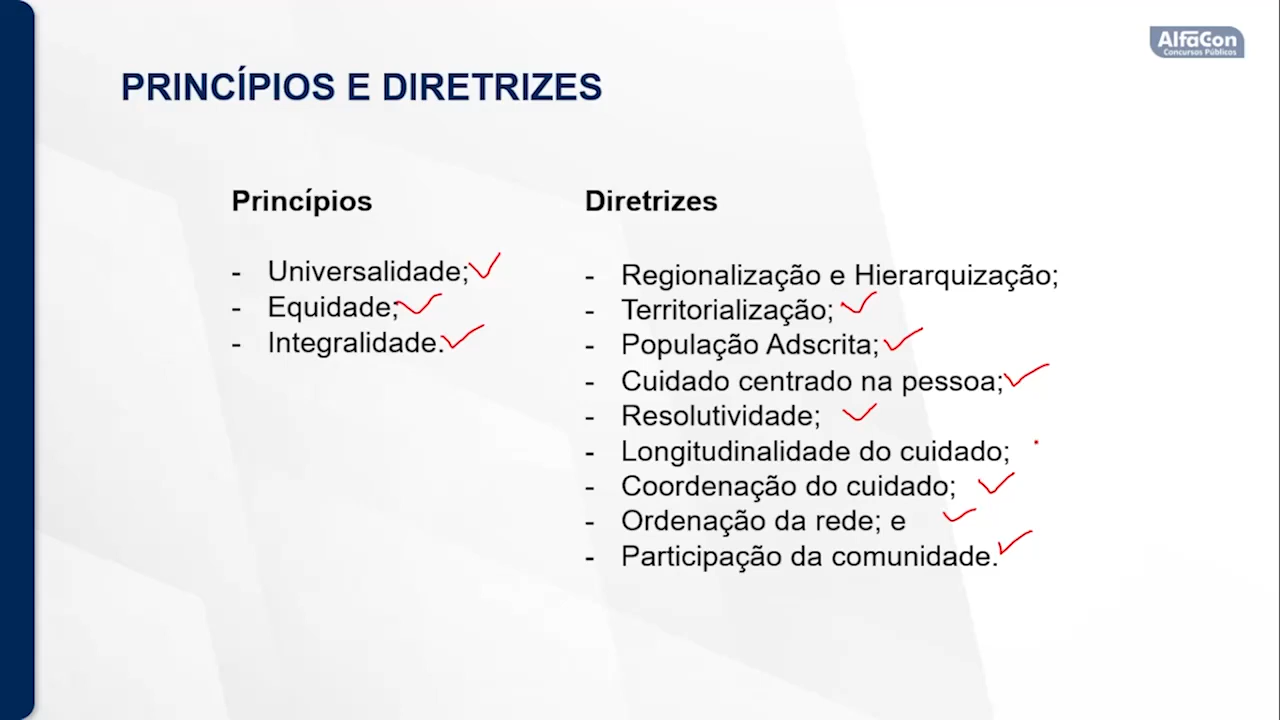 AlfaCon
Concursos Públicos
PRINCÍPIOS E DIRETRIZES
Princípios
- Universalidade;
- Equidade;
- Integralidade.
Diretrizes
- Regionalização e Hierarquização;
- Territorialização;
- População Adscrita;
- Cuidado centrado na pessoa;
- Resolutividade;
- Longitudinalidade do cuidado;
- Coordenação do cuidado;
- Ordenação da rede; e
- Participação da comunidade.